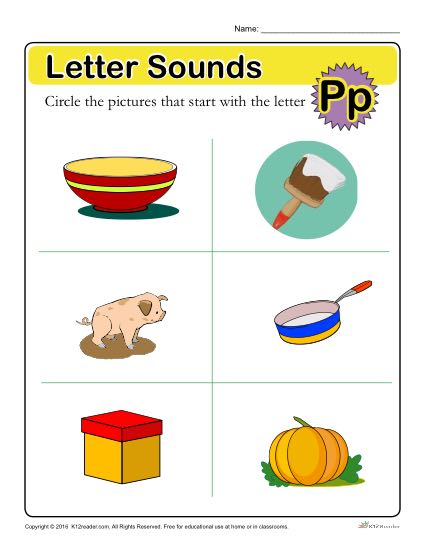 Name: ______________________________
Letter Sounds
Circle the pictures that start with the letter
Pp
Copyright © 2016 K12reader.com. All Rights Reserved. Free for educational use at home or in classrooms.
K12Reader